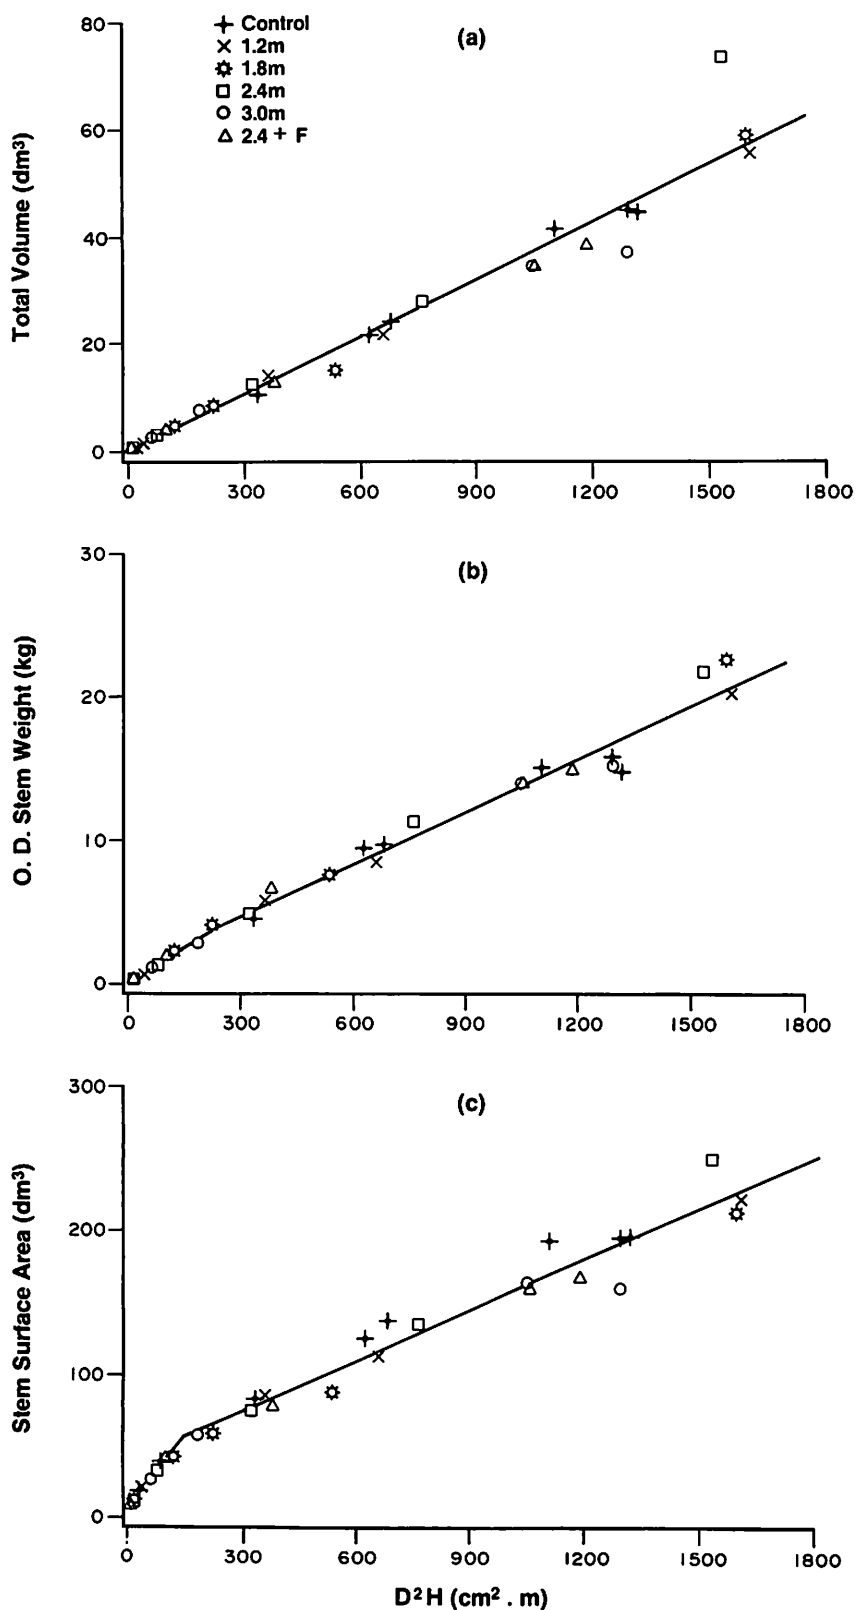 80
(a)
Control
1.2m
1.8m
2.4m
3.0m
2.4 + F
60
40
20
0
Total Volume (dm³)
0 300 600 900 1200 1500 1800
30
(b)
20
10
0
O. D. Stem Weight (kg)
0 300 600 900 1200 1500 1800
300
(c)
200
100
0
Stem Surface Area (dm³)
0 300 600 900 1200 1500 1800
D²H (cm² . m)